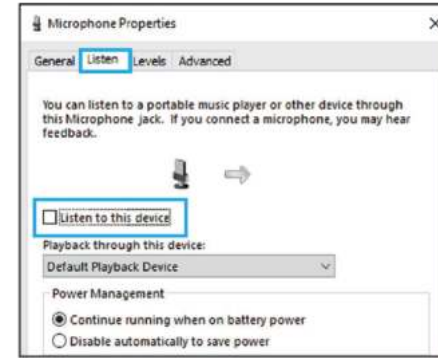 Microphone Properties
General Listen Levels Advanced
You can listen to a portable music player or other device through
this Microphone jack. If you connect a microphone, you may hear
feedback.
Listen to this device
Playback through this device:
Default Playback Device
Power Management
Continue running when on battery power
Disable automatically to save power